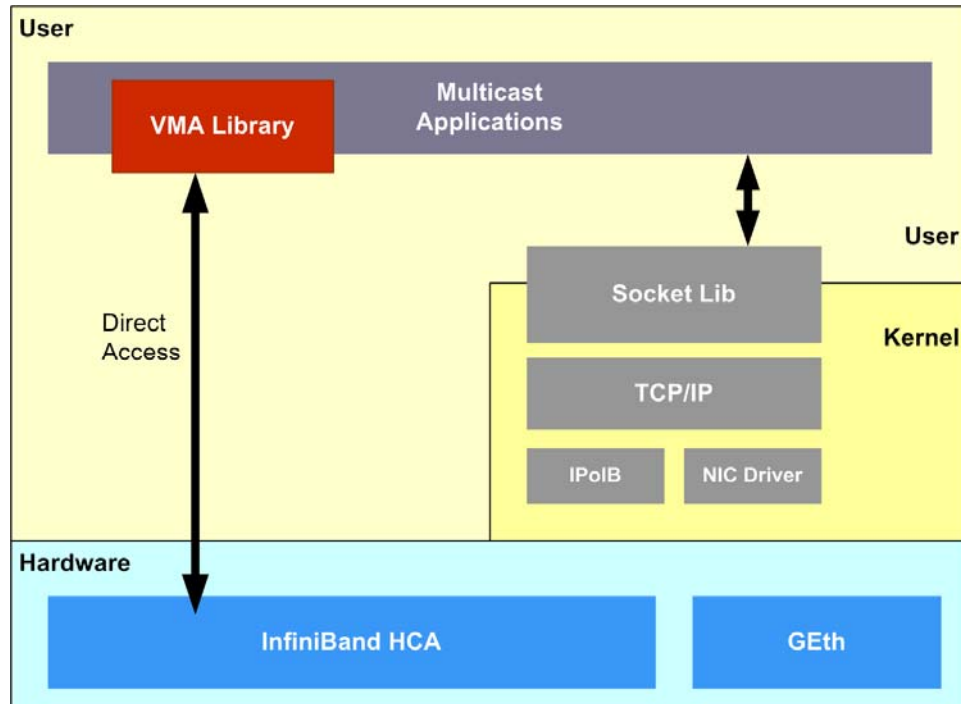 User
Multicast
Applications
VMA Library
User
Socket Lib
Direct
Access
Kernel
TCP/IP
IPoIB
NIC Driver
Hardware
InfiniBand HCA
GEth